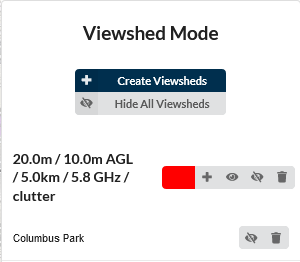 Viewshed Mode
Create Viewsheds
Hide All Viewsheds
20.0m / 10.0m AGL
/ 5.0km / 5.8 GHz /
clutter
Columbus Park